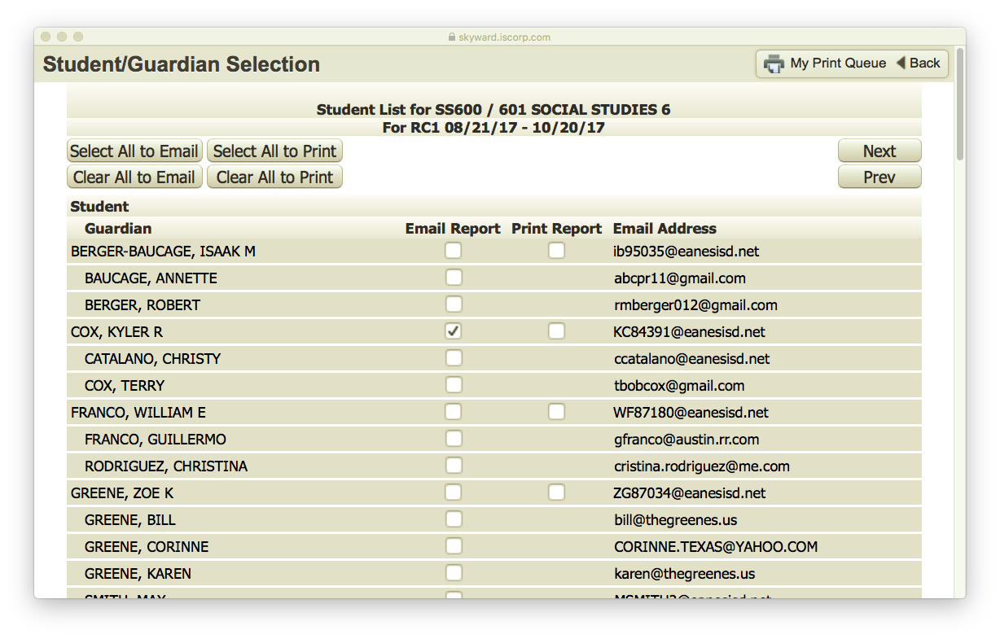 skyward.iscorp.com
Student/Guardian Selection My Print Queue Back
Student List for SS600 / 601 SOCIAL STUDIES 6
For RC1 08/21/17 - 10/20/17
Select All to Email Select All to Print Next
Clear All to Email Clear All to Print Prev
Student
Guardian Email Report Print Report Email Address
BERGER-BAUCAGE, ISAAK M ib95035@eanesisd.net
BAUCAGE, ANNETTE abcpr11@gmail.com
BERGER, ROBERT rmberger012@gmail.com
COX, KYLER R KC84391@eanesisd.net
CATALANO, CHRISTY ccatalano@eanesisd.net
COX, TERRY tbobcox@gmail.com
FRANCO, WILLIAM E WF87180@eanesisd.net
FRANCO, GUILLERMO gfranco@austin.rr.com
RODRIGUEZ, CHRISTINA cristina.rodriguez@me.com
GREENE, ZOE K ZG87034@eanesisd.net
GREENE, BILL bill@thegreenes.us
GREENE, CORINNE CORINNE.TEXAS@YAHOO.COM
GREENE, KAREN karen@thegreenes.us
SMITH, MAY